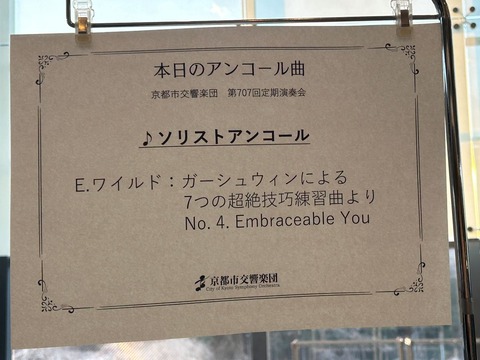 本日のアンコール曲
京都市交響楽団 第707回定期演奏会
♪ソリストアンコール
E.ワイルド：ガーシュウィンによる
7つの超絶技巧練習曲より
No. 4. Embraceable You
京都市交響楽団
City of Kyoto Symphony Orchestra